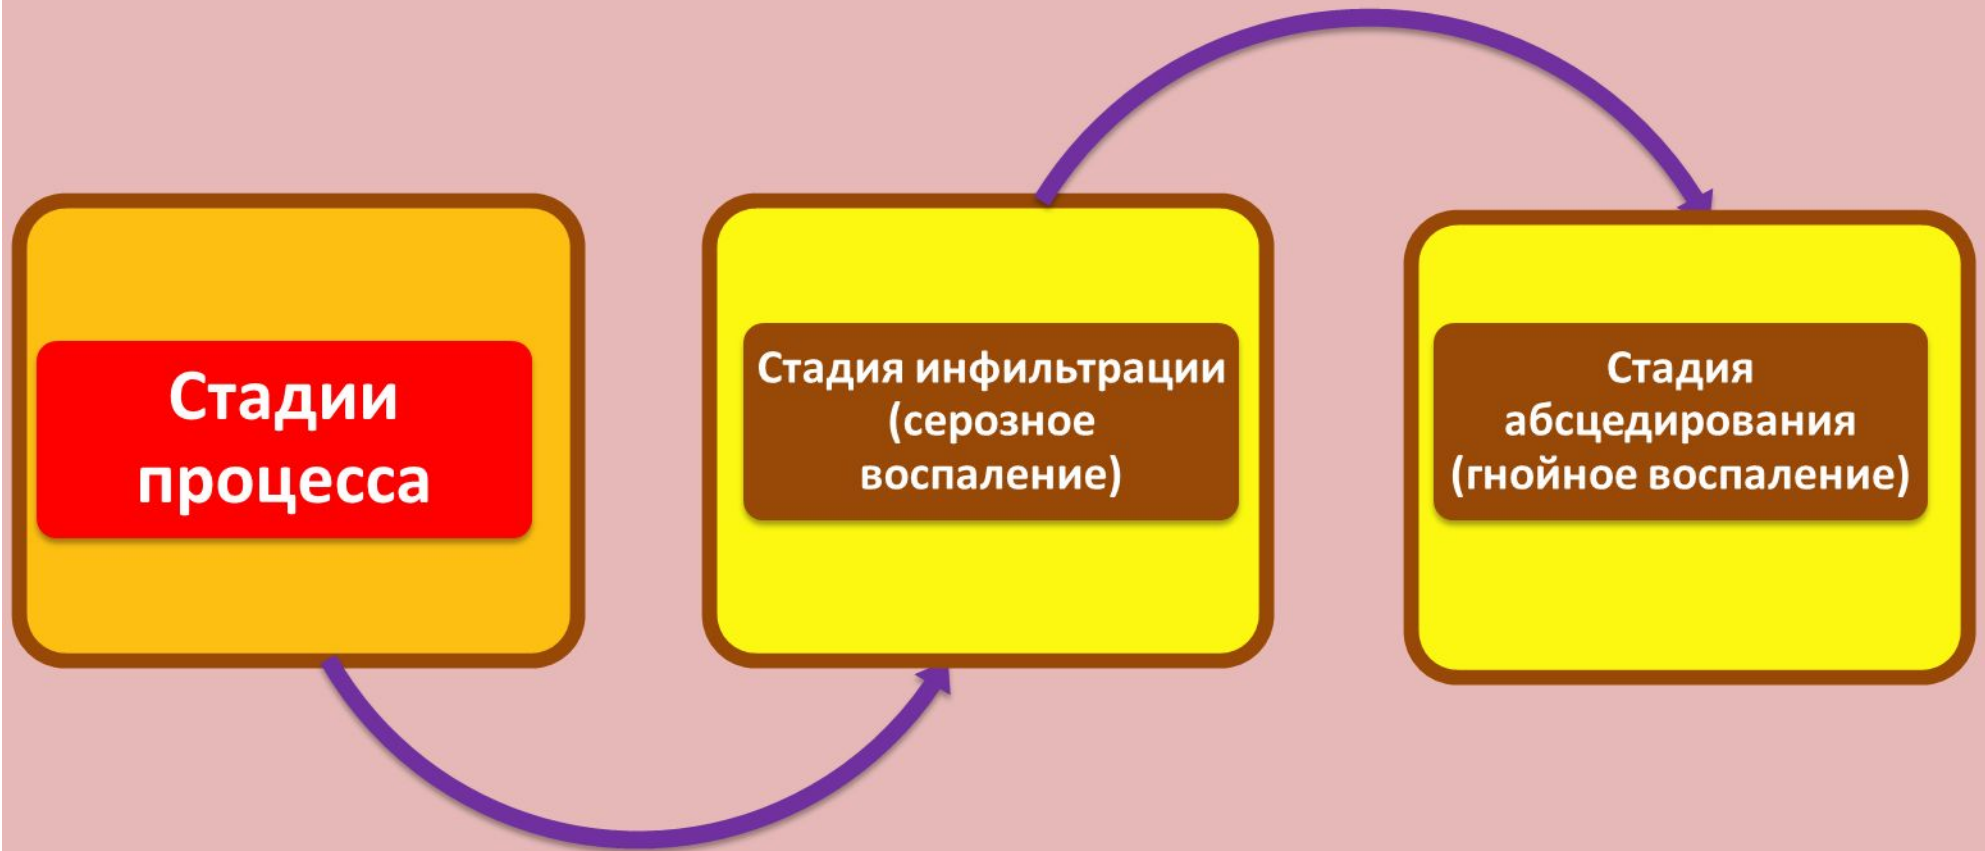 Стадии
процесса
Стадия инфильтрации
(серозное
воспаление)
Стадия
абсцедирования
(гнойное воспаление)